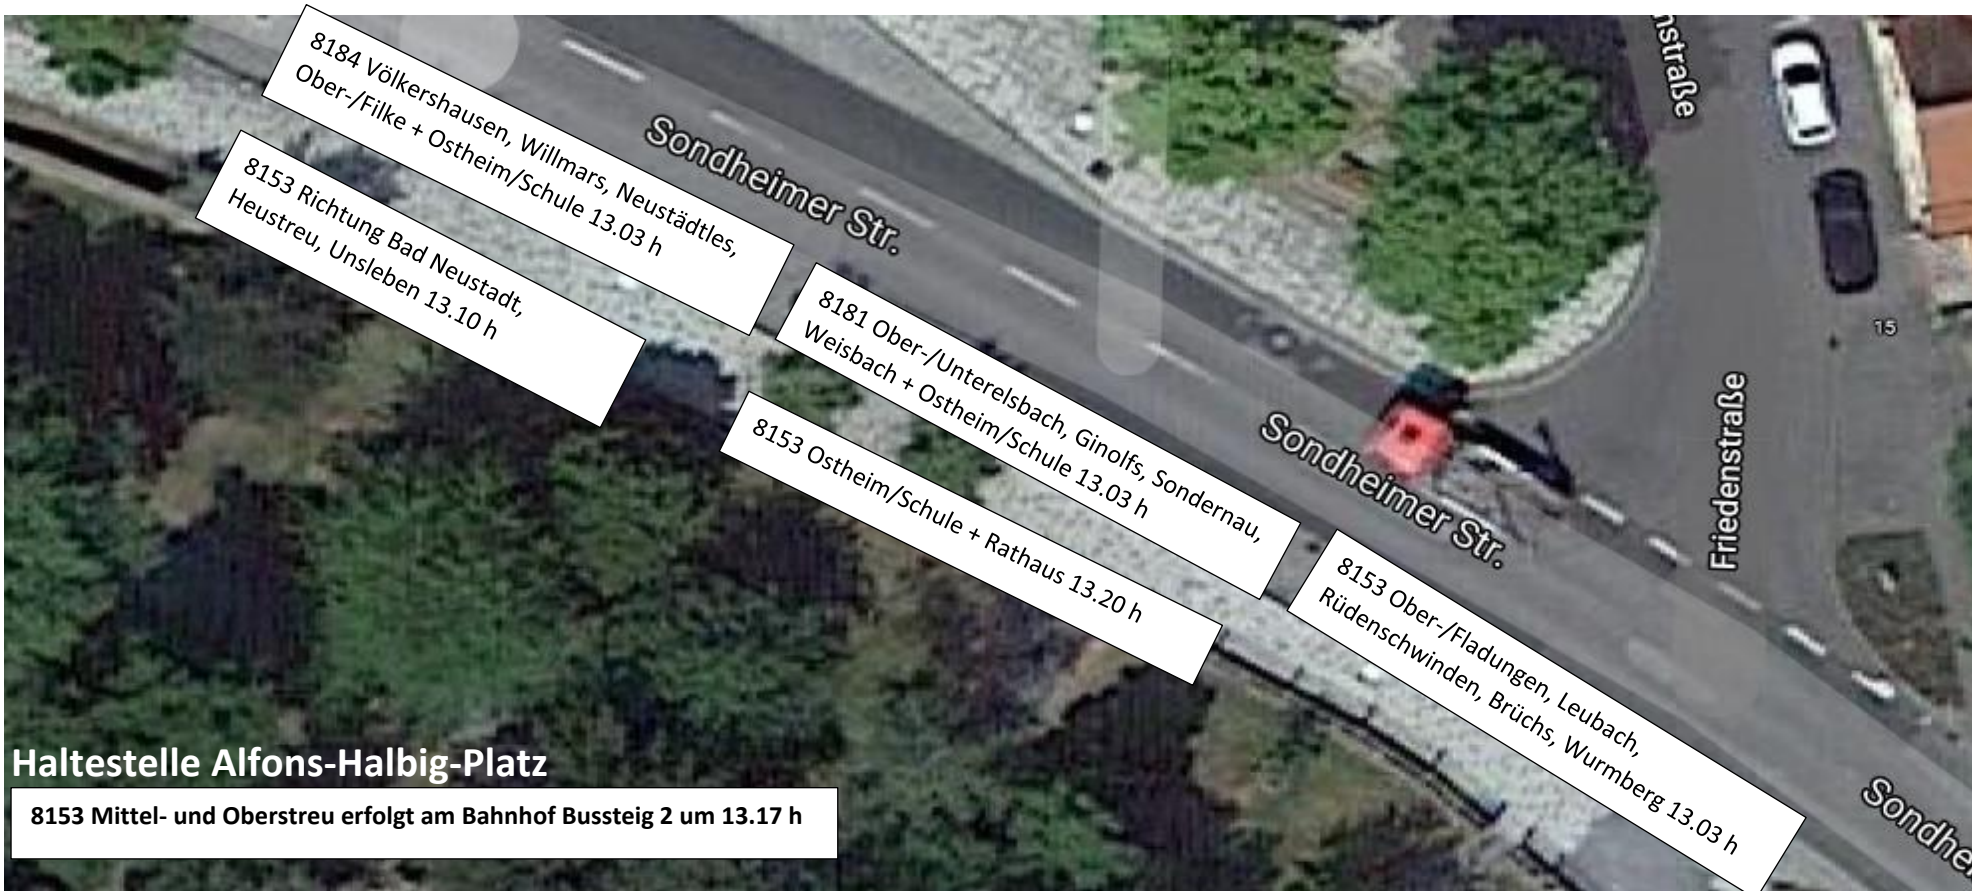 8184 Völkershausen, Willmars, Neustädtles,
Ober-/Filke + Ostheim/Schule 13.03 h
8153 Richtung Bad Neustadt,
Heustreu, Unsleben 13.10 h
8181 Ober-/Unterelsbach, Ginolfs, Sondernau,
Weisbach + Ostheim/Schule 13.03 h
8153 Ostheim/Schule + Rathaus 13.20 h
8153 Ober-/Fladungen, Leubach,
Rüdenschwinden, Brüchs, Wurmberg 13.03 h
Sondheimer Str.
Sondheimer Str.
Sondhe
nstraße
Friedenstraße
15
Haltestelle Alfons-Halbig-Platz
8153 Mittel- und Oberstreu erfolgt am Bahnhof Bussteig 2 um 13.17 h